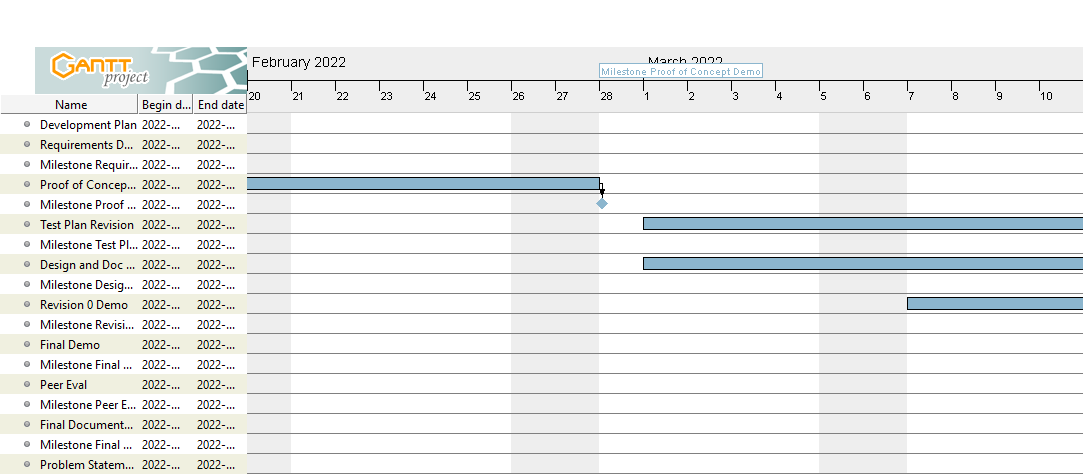 GANTT
project
February 2022
March 2022
Milestone Proof of Concept Demo
20 21 22 23 24 25 26 27 28 1 2 3 4 5 6 7 8 9 10
Name Begin d... End date
Development Plan 2022-... 2022-...
Requirements D... 2022-... 2022-...
Milestone Requir... 2022-... 2022-...
Proof of Concep... 2022-... 2022-...
Milestone Proof ... 2022-... 2022-...
Test Plan Revision 2022-... 2022-...
Milestone Test Pl... 2022-... 2022-...
Design and Doc ... 2022-... 2022-...
Milestone Desig... 2022-... 2022-...
Revision 0 Demo 2022-... 2022-...
Milestone Revisi... 2022-... 2022-...
Final Demo 2022-... 2022-...
Milestone Final ... 2022-... 2022-...
Peer Eval 2022-... 2022-...
Milestone Peer E... 2022-... 2022-...
Final Document... 2022-... 2022-...
Milestone Final ... 2022-... 2022-...
Problem Statem... 2022-... 2022-...